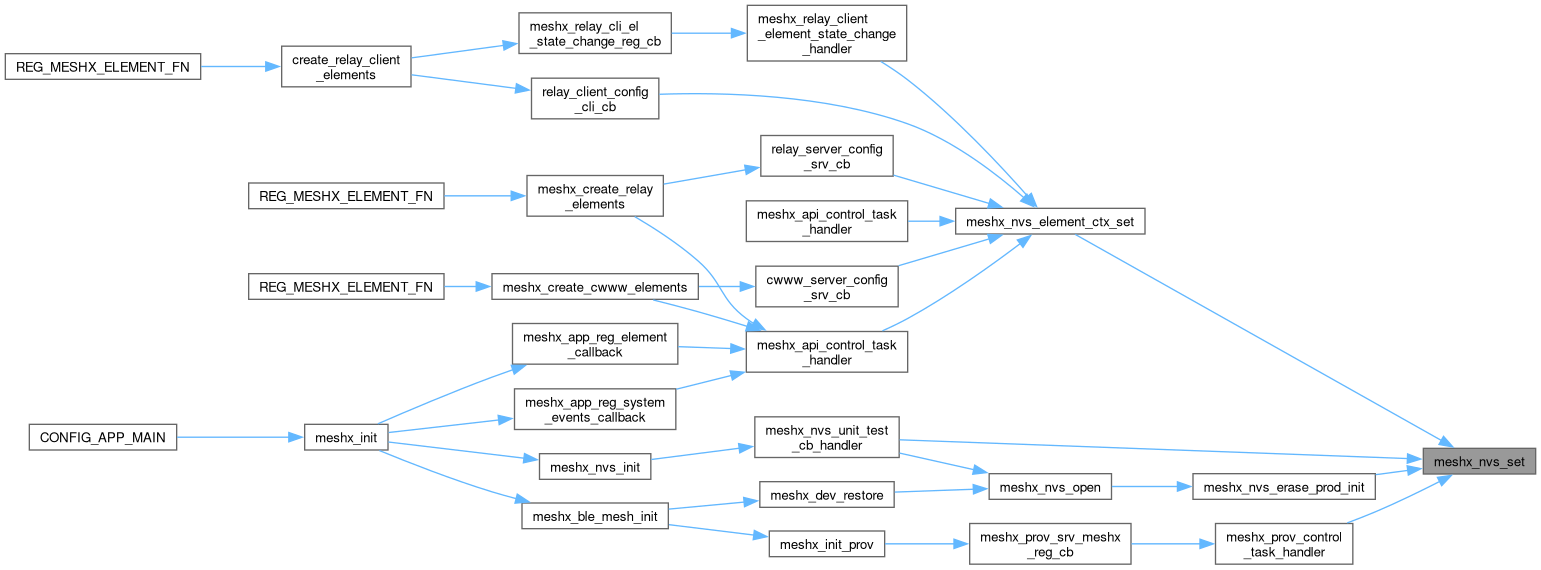 meshx_relay_client
_element_state_change
_handler
meshx_relay_cli_el
_state_change_reg_cb
create_relay_client
_elements
REG_MESHX_ELEMENT_FN
relay_client_config
_cli_cb
relay_server_config
_srv_cb
meshx_create_relay
_elements
REG_MESHX_ELEMENT_FN
meshx_api_control_task
_handler
meshx_nvs_element_ctx_set
cwww_server_config
_srv_cb
meshx_create_cwww_elements
REG_MESHX_ELEMENT_FN
meshx_app_reg_element
_callback
meshx_api_control_task
_handler
meshx_app_reg_system
_events_callback
CONFIG_APP_MAIN
meshx_init
meshx_nvs_unit_test
_cb_handler
meshx_nvs_init
meshx_nvs_set
meshx_dev_restore
meshx_nvs_open
meshx_nvs_erase_prod_init
meshx_ble_mesh_init
meshx_init_prov
meshx_prov_srv_meshx
_reg_cb
meshx_prov_control
_task_handler